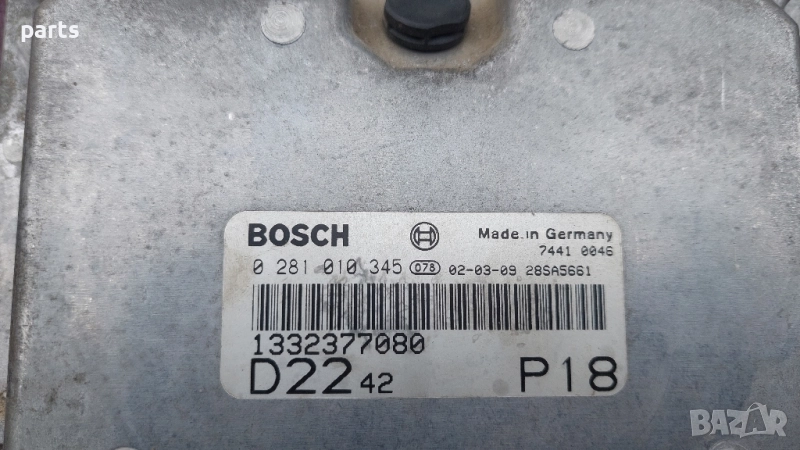 parts
BOSCH Made in Germany
7441 0046
0 281 010 345 078 02-03-09 28SA5661
1332377080
D22 42 P18
BAZAR